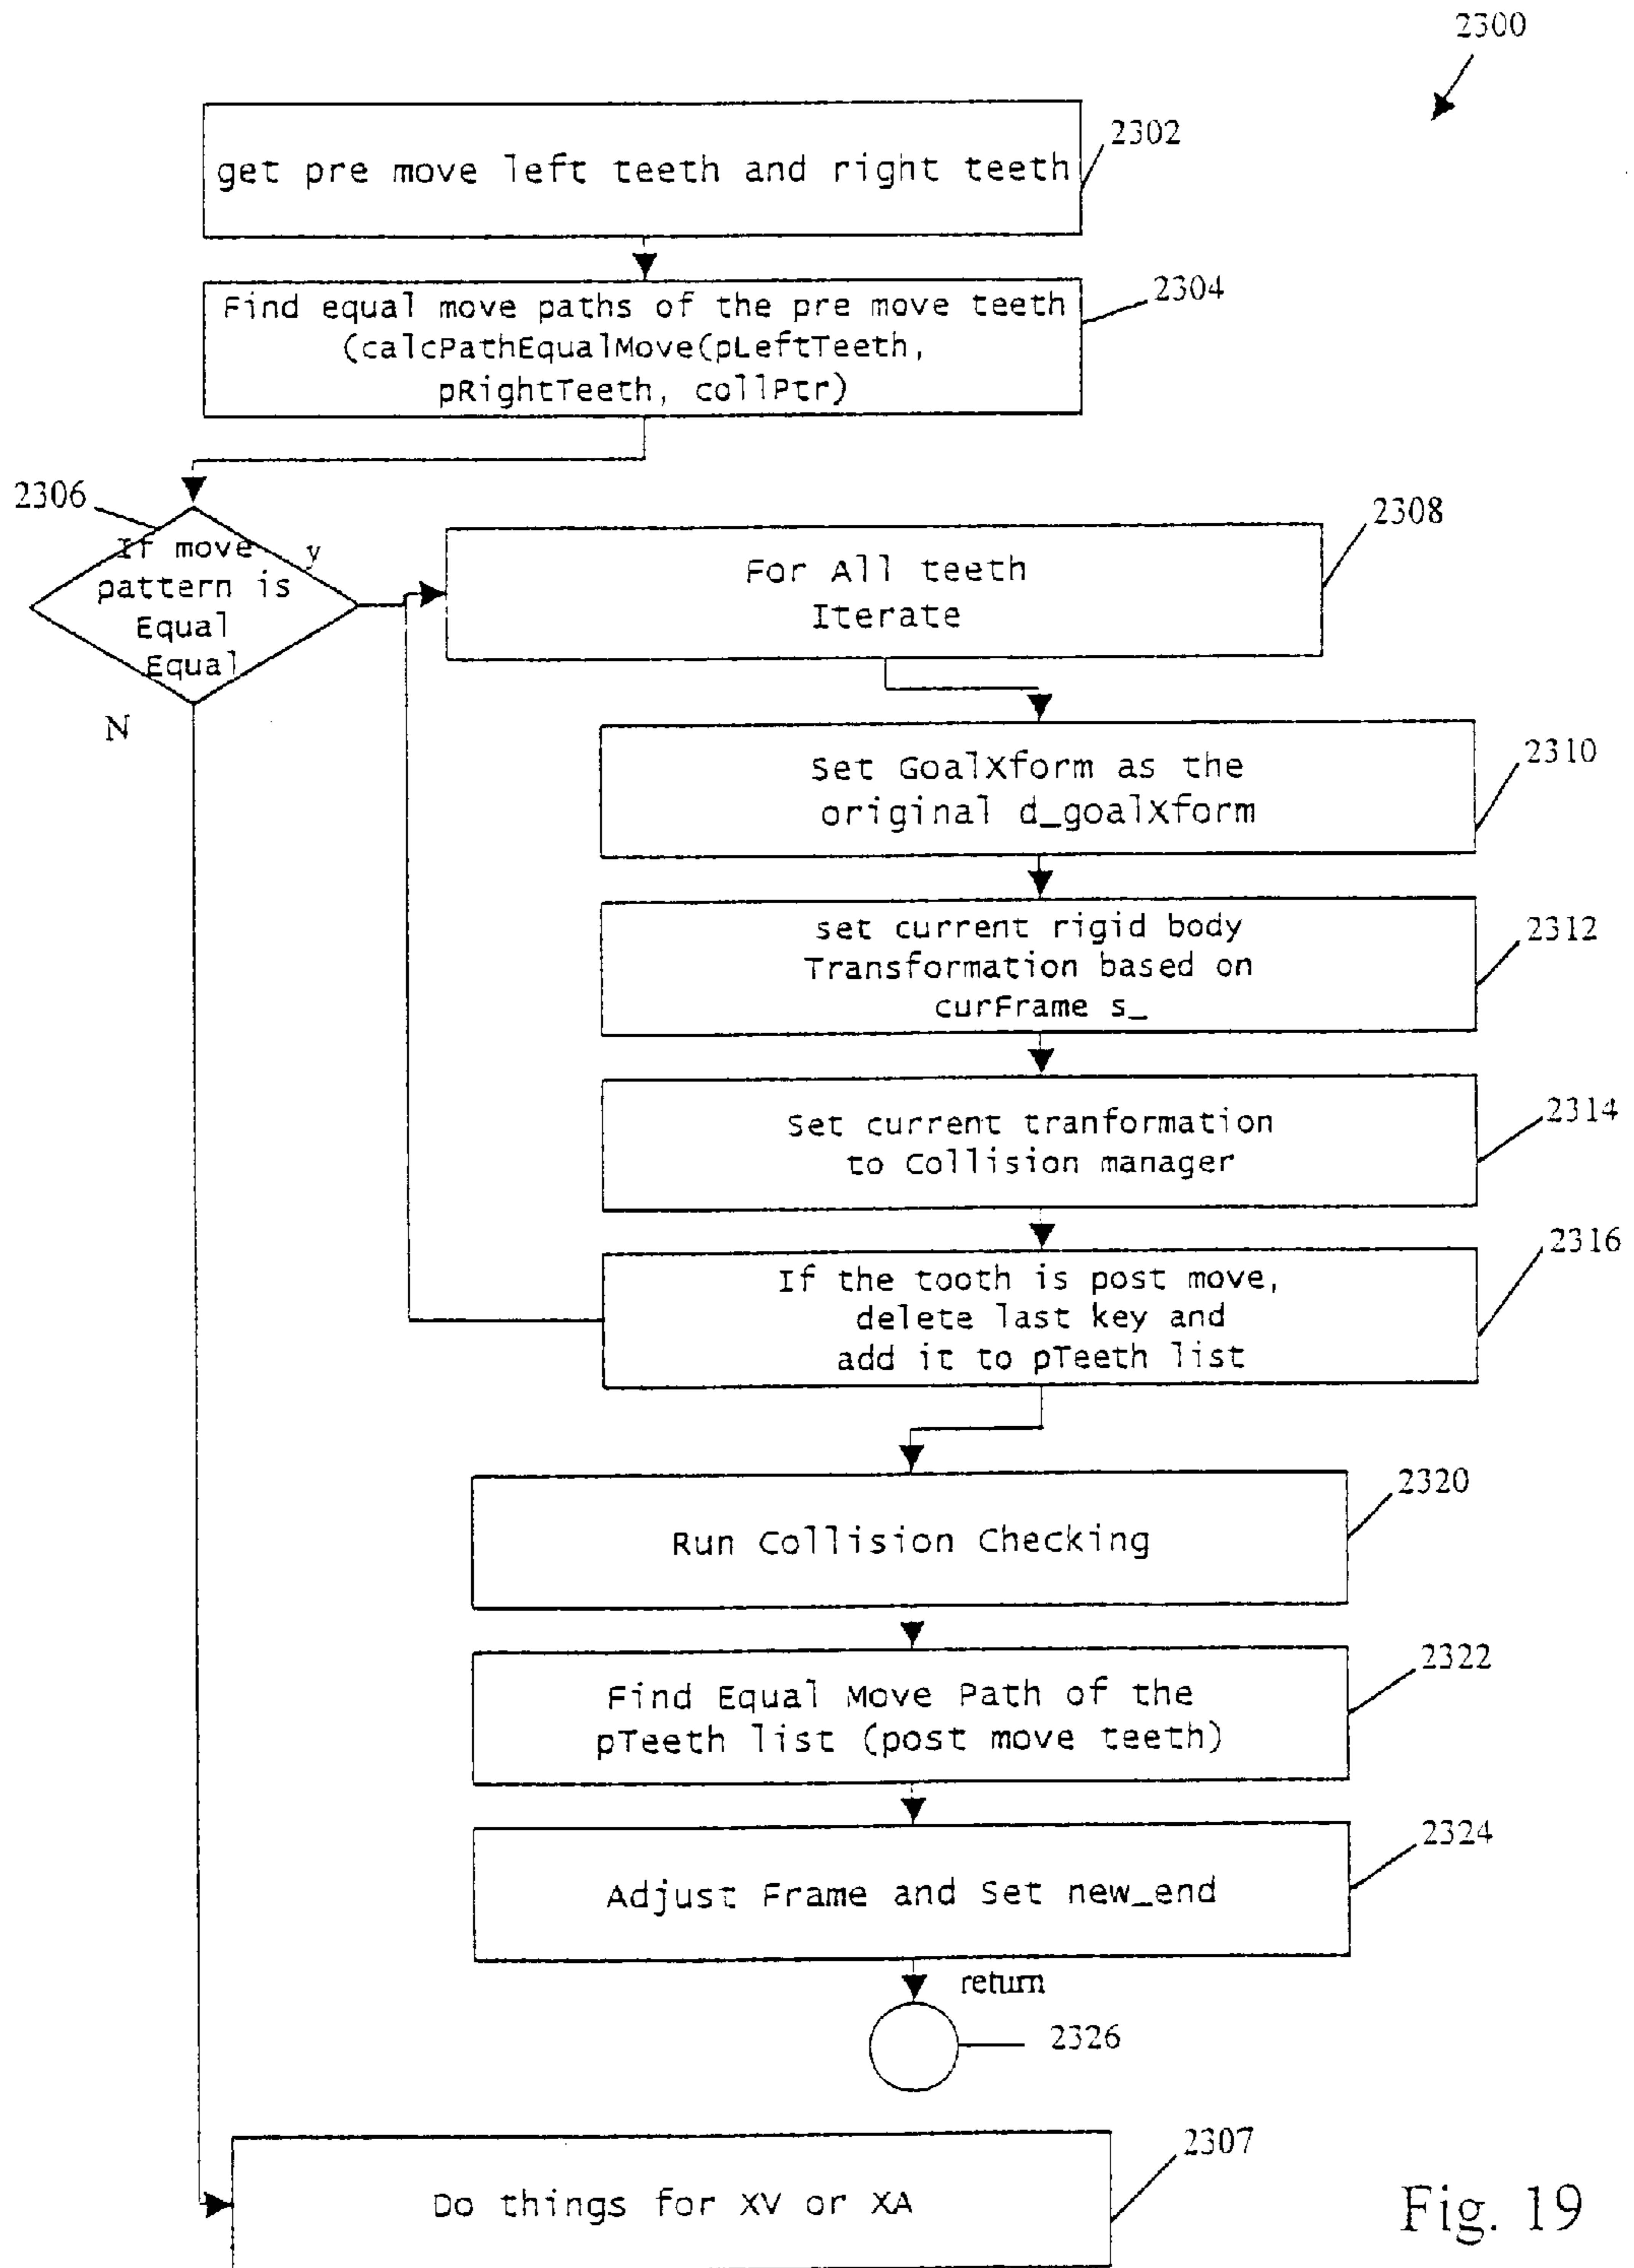 2300
get pre move left teeth and right teeth
2302
Find equal move paths of the pre move teeth
(calcPathEqualMove(pLeftTeeth,
pRightTeeth, collPtr)
2304
2306
If move
pattern is
Equal
Equal
y
N
For All teeth
Iterate
2308
Set GoalXform as the
original d_goalXform
2310
set current rigid body
Transformation based on
curFrame s_
2312
Set current tranformation
to Collision manager
2314
If the tooth is post move,
delete last key and
add it to pTeeth list
2316
Run Collision Checking
2320
Find Equal Move Path of the
pTeeth list (post move teeth)
2322
Adjust Frame and Set new_end
2324
return
2326
Do things for XV or XA
2307
Fig. 19